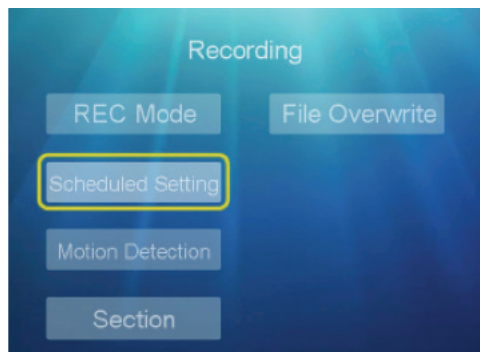 Recording
REC Mode
File Overwrite
Scheduled Setting
Motion Detection
Section